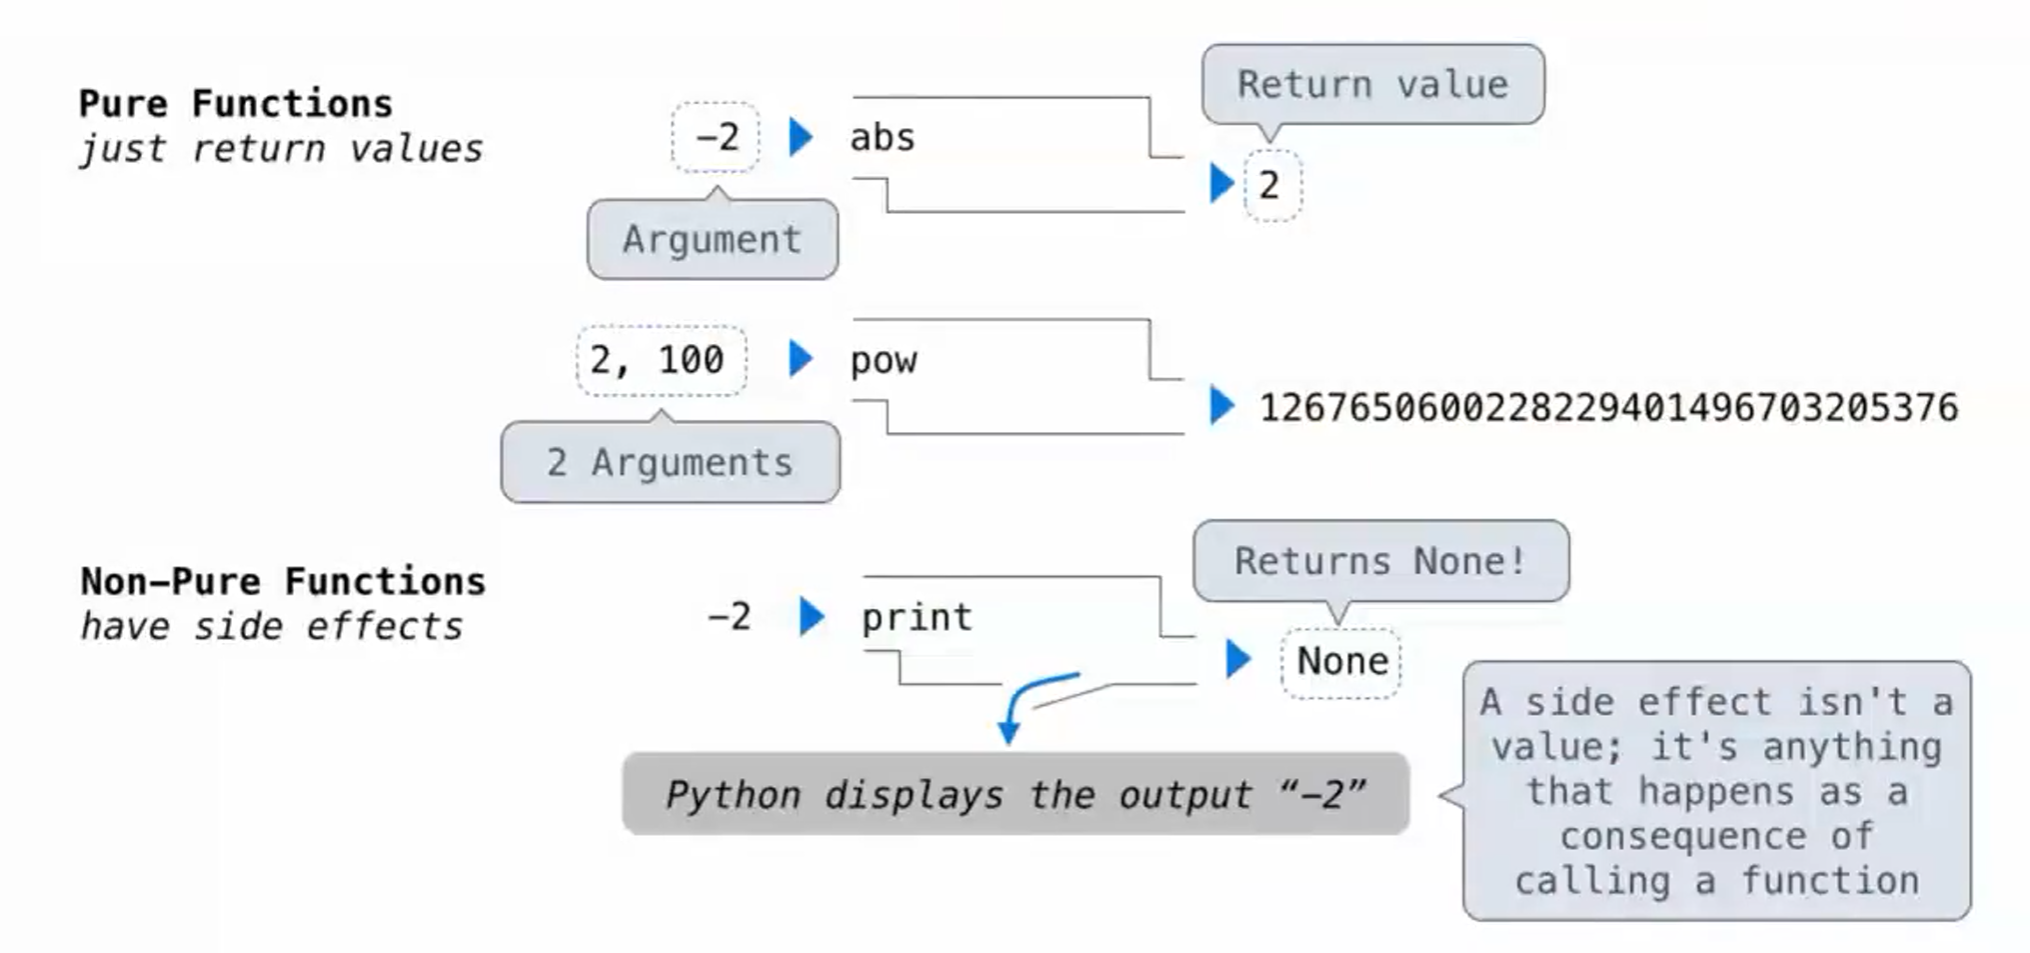 Pure Functions
just return values
−2
abs
Return value
2
Argument
2, 100
pow
1267650600228229401496703205376
2 Arguments
Non−Pure Functions
have side effects
−2
print
Returns None!
None
Python displays the output “−2”
A side effect isn't a
value; it's anything
that happens as a
consequence of
calling a function